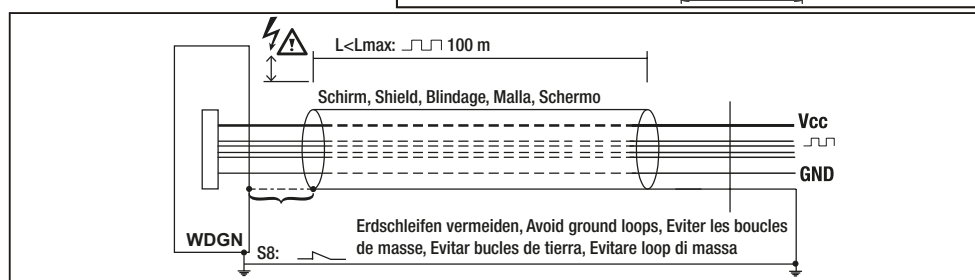 L<Lmax: 100 m
Schirm, Shield, Blindage, Malla, Schermo
Vcc
GND
WDGN
S8:
Erdschleifen vermeiden, Avoid ground loops, Eviter les boucles
de masse, Evitar bucles de tierra, Evitare loop di massa